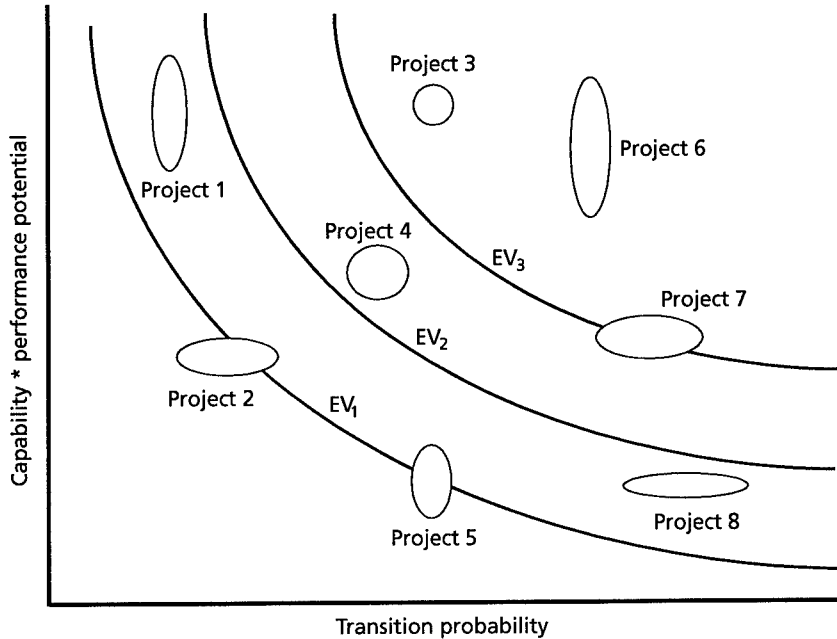 Project 3
Project 6
Project 1
Project 4
EV3
Project 7
EV2
Project 2
EV1
Project 5
Project 8
Capability * performance potential
Transition probability